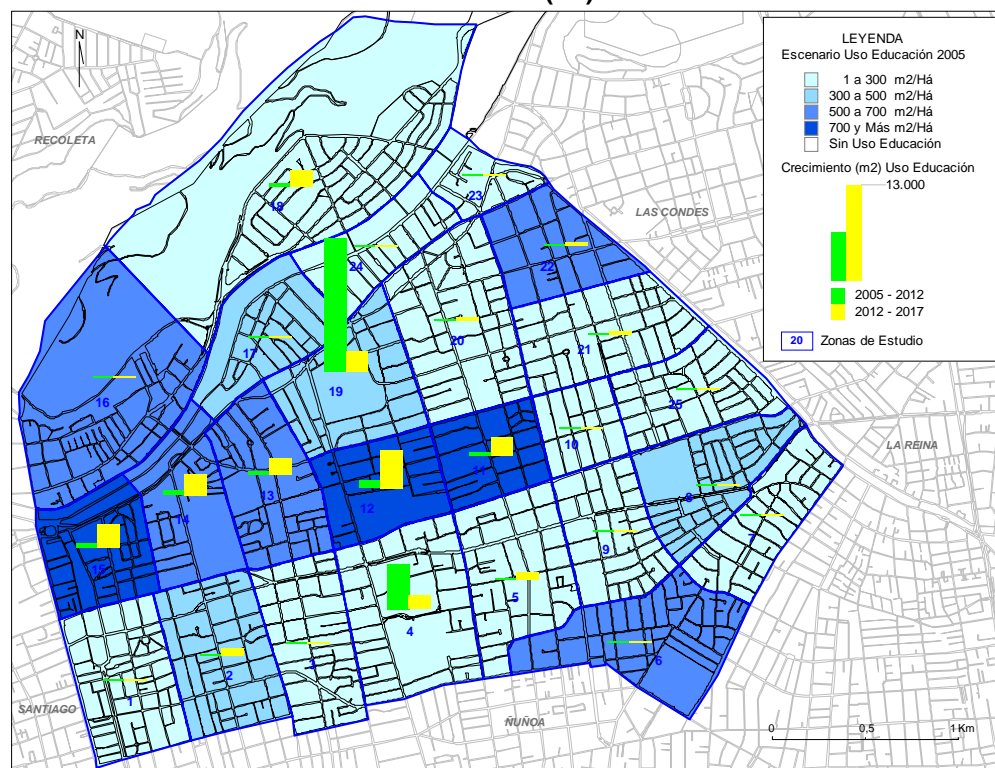 N
RECOLETA
LAS CONDES
LA REINA
SANTIAGO
ÑUÑOA
LEYENDA
Escenario Uso Educación 2005
1 a 300 m2/Há
300 a 500 m2/Há
500 a 700 m2/Há
700 y Más m2/Há
Sin Uso Educación
Crecimiento (m2) Uso Educación
13.000
2005 - 2012
2012 - 2017
20 Zonas de Estudio
18
23
24
22
17
20
21
16
19
25
10
11
13
12
14
8
15
9
7
5
4
3
2
6
1
0
0,5
1 Km